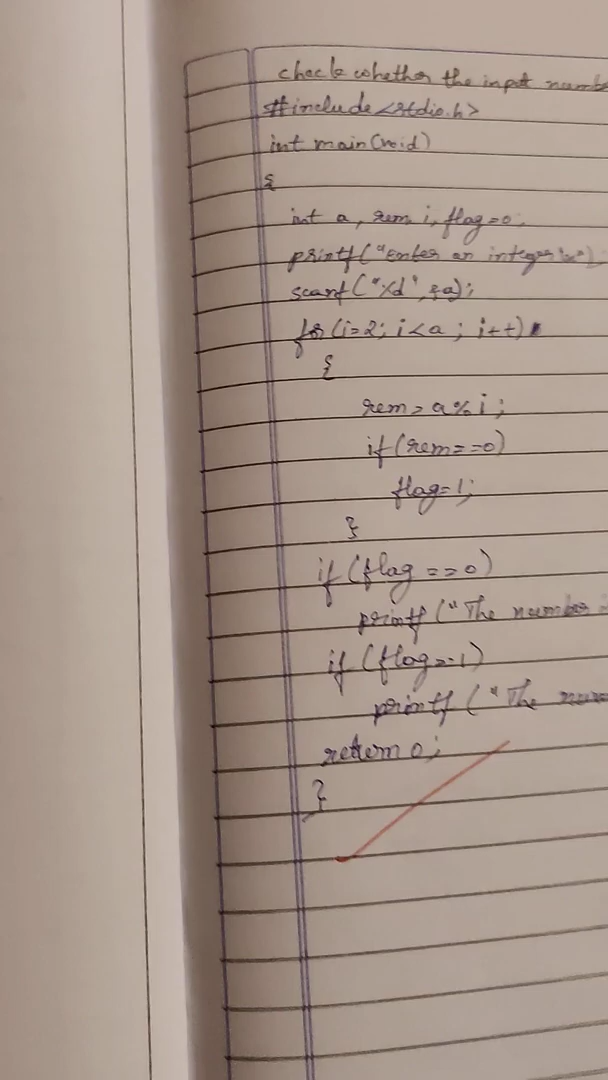 check whether the input numbe
#include <stdio.h>
int main(void)
{
int a, rem, i, flag=0;
printf("Enter an integer\n");
scanf("%d", &a);
for(i=2; i<a; i++)
{
rem=a%i;
if(rem==0)
flag=1;
}
if(flag==0)
printf("The number i
if(flag==1)
printf("The num
return 0;
}